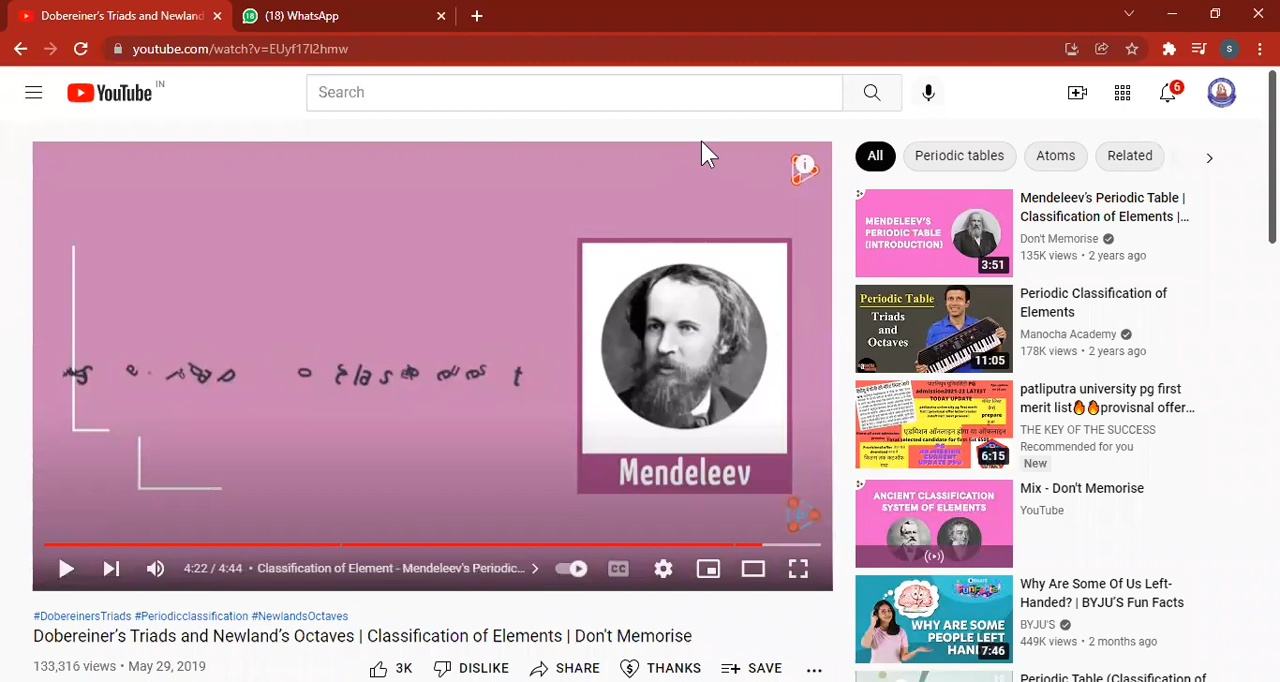 Dobereiner's Triads and Newland
(18) WhatsApp
youtube.com/watch?v=EUyf17I2hmw
S
YouTube IN
Search
6
Mendeleev
4:22 / 4:44 • Classification of Element - Mendeleev's Periodic...
CC
#DobereinersTriads #Periodicclassification #NewlandsOctaves
Dobereiner's Triads and Newland's Octaves | Classification of Elements | Don't Memorise
133,316 views • May 29, 2019
3K DISLIKE SHARE THANKS SAVE ...
All Periodic tables Atoms Related
MENDELEEV'S
PERIODIC TABLE
(INTRODUCTION)
3:51
Mendeleev's Periodic Table |
Classification of Elements |...
Don't Memorise
135K views • 2 years ago
Periodic Table
Triads
and
Octaves
11:05
Periodic Classification of
Elements
Manocha Academy
178K views • 2 years ago
6:15
patliputra university pg first
merit list🔥🔥provisnal offer...
THE KEY OF THE SUCCESS
Recommended for you
New
ANCIENT CLASSIFICATION
SYSTEM OF ELEMENTS
Mix - Don't Memorise
YouTube
WHY ARE SOME
PEOPLE LEFT
7:46
Why Are Some Of Us Left-
Handed? | BYJU'S Fun Facts
BYJU'S
449K views • 2 months ago
Periodic Table (Classification of